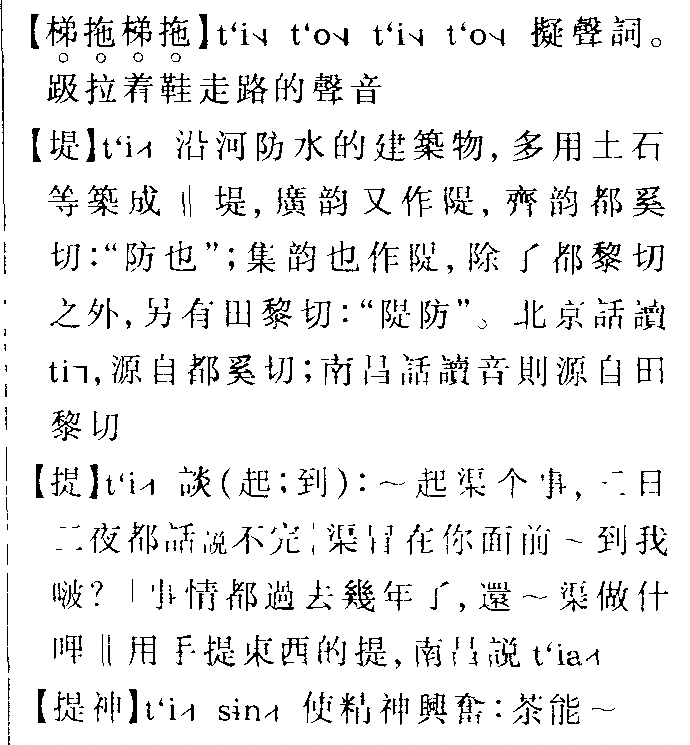 【梯拖梯拖】t‘i˨ t‘o˨ t‘i˨ t‘o˨ 擬聲詞。
趿拉着鞋走路的聲音
【堤】t‘i 沿河防水的建築物,多用土石
等築成 ‖ 堤,廣韵又作隄,齊韵都奚
切:“防也”;集韵也作隄,除了都黎切
之外,另有田黎切:“隄防”。北京話讀
ti˥,源自都奚切;南昌話讀音則源自田
黎切
【提】t‘i 談(起;到):~起渠个事,三日
三夜都話説不完|渠冒在你面前~到我
啵?|事情都過去幾年了,還~渠做什
呷 ‖ 用手提東西的提,南昌説 t‘ia
【提神】t‘i sin 使精神興奮:茶能~